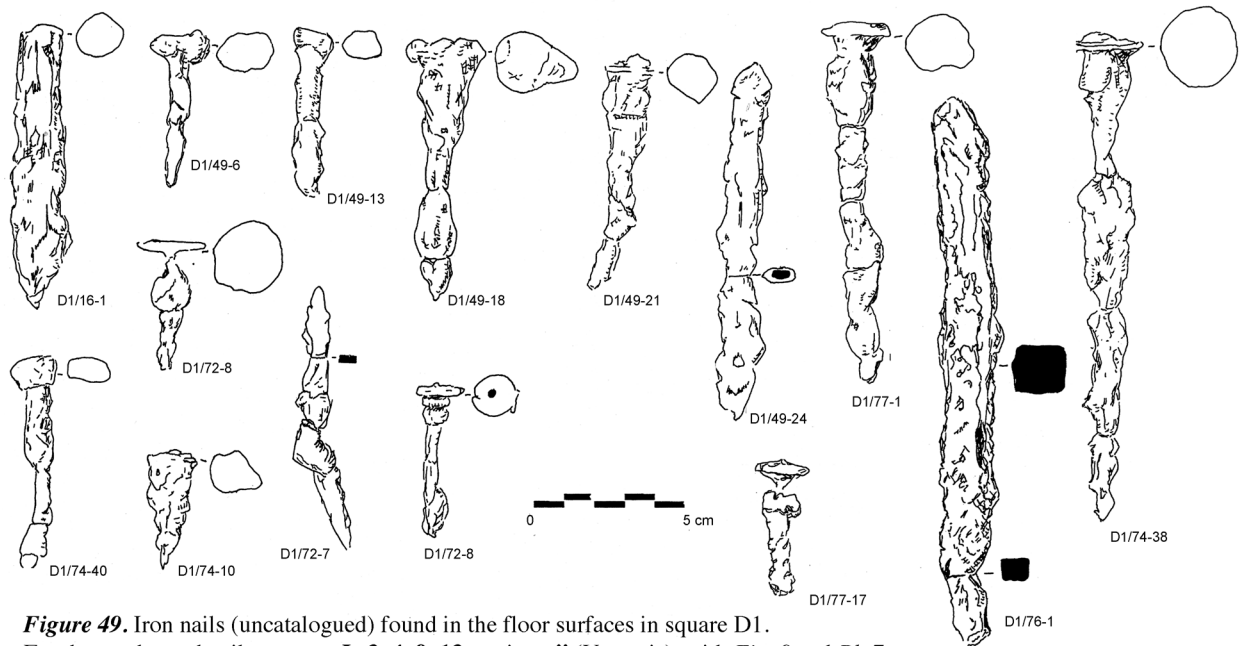 D1/16-1
D1/49-6
D1/49-13
D1/49-18
D1/49-21
D1/49-24
D1/77-1
D1/76-1
D1/74-38
D1/72-8
D1/74-40
D1/74-10
D1/72-7
D1/72-8
D1/77-17
0 5 cm
Figure 49. Iron nails (uncatalogued) found in the floor surfaces in square D1.